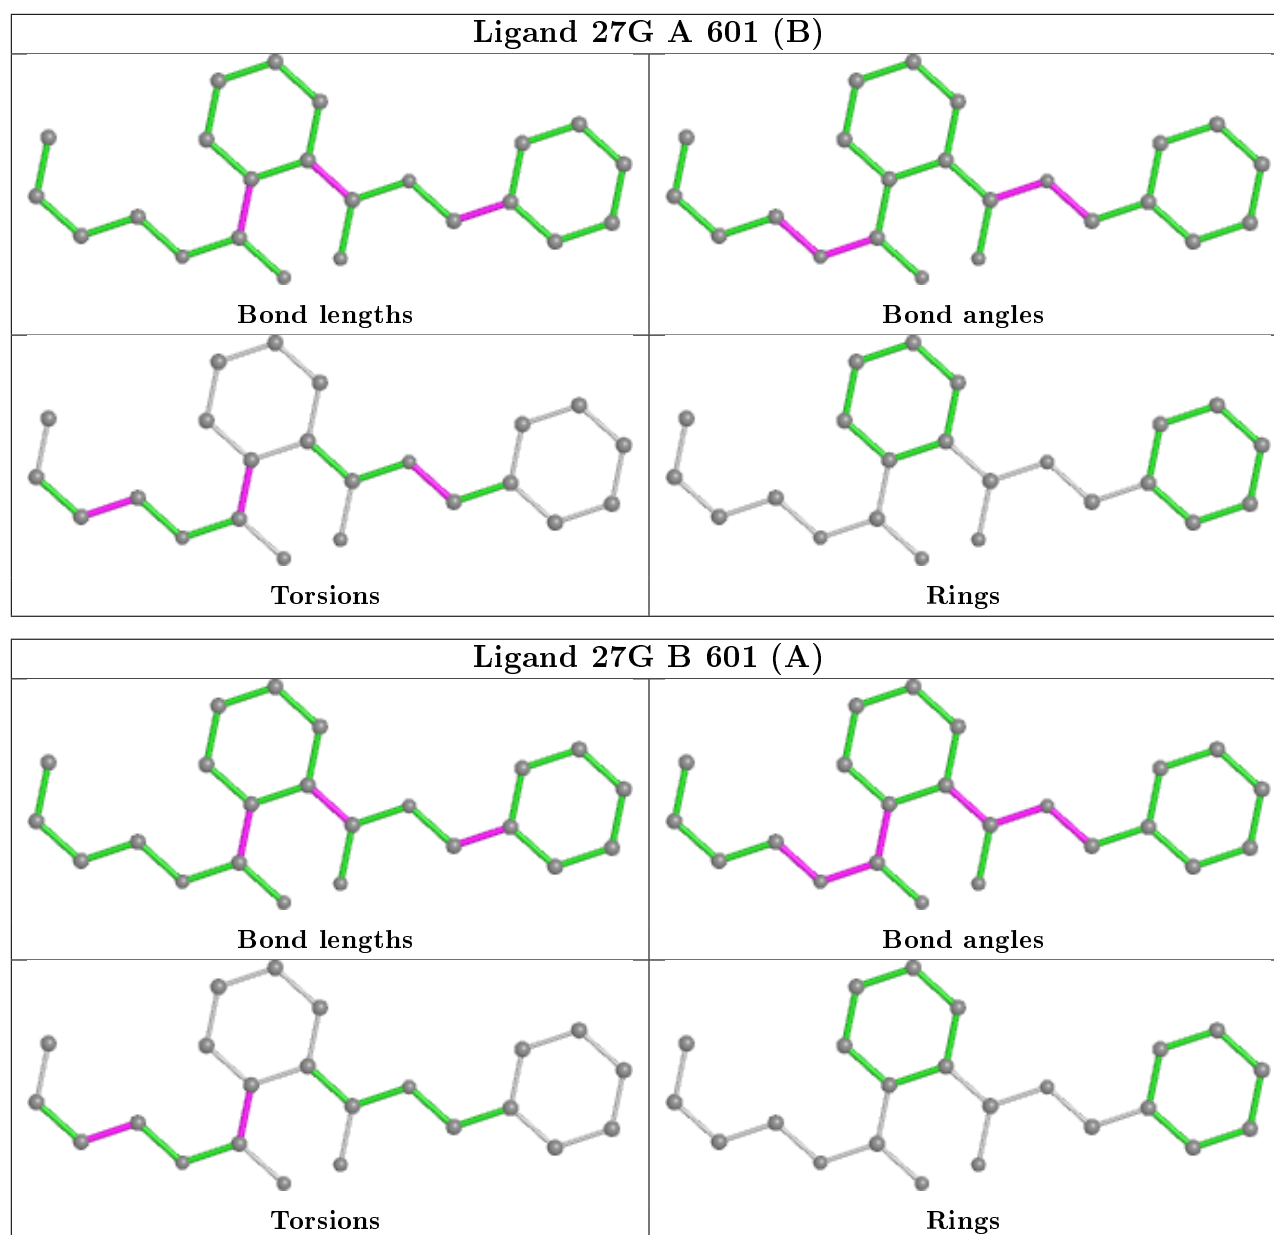 Ligand 27G A 601 (B)
Bond lengths
Bond angles
Torsions
Rings
Ligand 27G B 601 (A)
Bond lengths
Bond angles
Torsions
Rings